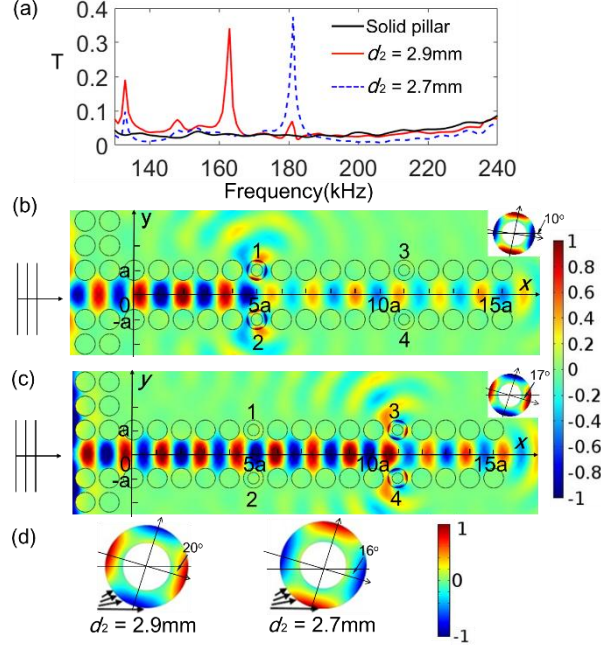 (a)
0.4
0.3
T 0.2
0.1
0
Solid pillar
d₂ = 2.9mm
d₂ = 2.7mm
140 160 180 200 220 240
Frequency(kHz)
(b)
y
10°
1 3
a
0 5a 10a 15a x
-a
2 4
1
0.8
0.6
0.4
0.2
0
-0.2
-0.4
-0.6
-0.8
-1
(c)
y
17°
1 3
a
0 5a 10a 15a x
-a
2 4
(d)
20° 16°
d₂ = 2.9mm d₂ = 2.7mm
1
0
-1